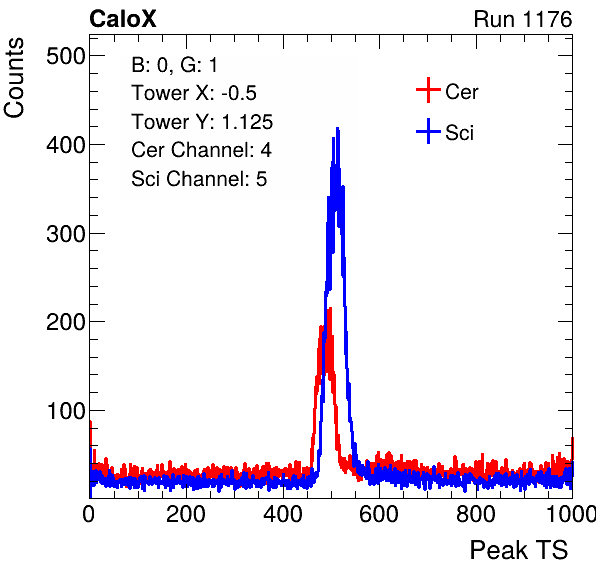 CaloX Run 1176
Counts
500
400
300
200
100
B: 0, G: 1
Tower X: -0.5
Tower Y: 1.125
Cer Channel: 4
Sci Channel: 5
Cer
Sci
0 200 400 600 800 1000
Peak TS